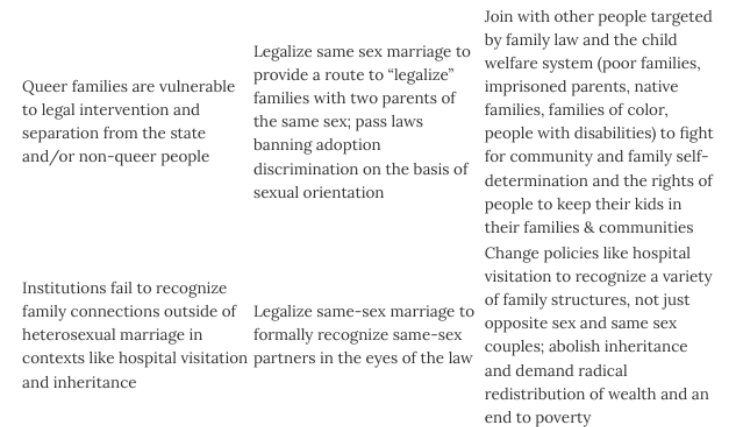 Queer families are vulnerable
to legal intervention and
separation from the state
and/or non-queer people
Legalize same sex marriage to
provide a route to “legalize”
families with two parents of
the same sex; pass laws
banning adoption
discrimination on the basis of
sexual orientation
Join with other people targeted
by family law and the child
welfare system (poor families,
imprisoned parents, native
families, families of color,
people with disabilities) to fight
for community and family self-
determination and the rights of
people to keep their kids in
their families & communities
Institutions fail to recognize
family connections outside of
heterosexual marriage in
contexts like hospital visitation
and inheritance
Legalize same-sex marriage to
formally recognize same-sex
partners in the eyes of the law
Change policies like hospital
visitation to recognize a variety
of family structures, not just
opposite sex and same sex
couples; abolish inheritance
and demand radical
redistribution of wealth and an
end to poverty